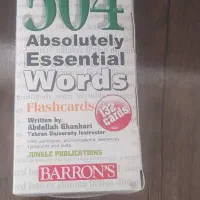 504
Absolutely
Essential
Words
Flashcards
Written by:
Abdollah Ghanbari
Tehran University Instructor
JUNGLE PUBLICATIONS
BARRON'S